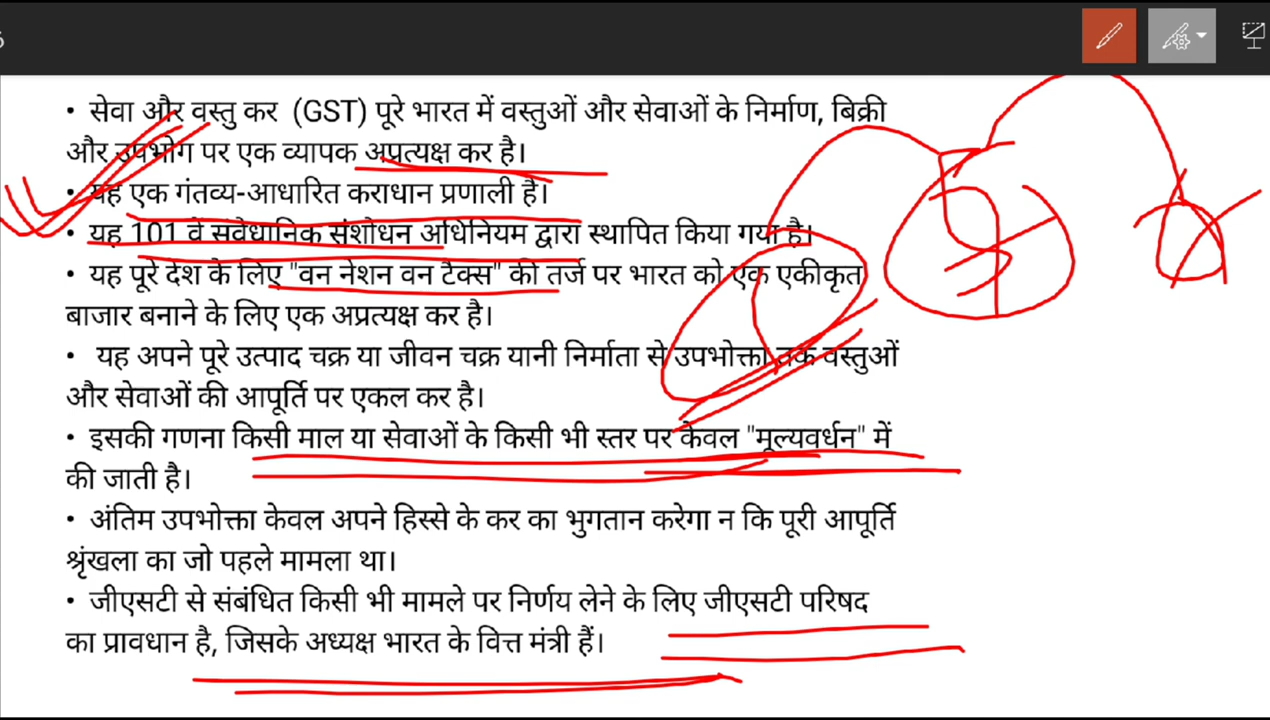 • सेवा और वस्तु कर (GST) पूरे भारत में वस्तुओं और सेवाओं के निर्माण, बिक्री
और उपभोग पर एक व्यापक अप्रत्यक्ष कर है।
• यह एक गंतव्य-आधारित कराधान प्रणाली है।
• यह 101 वें संवैधानिक संशोधन अधिनियम द्वारा स्थापित किया गया है।
• यह पूरे देश के लिए "वन नेशन वन टैक्स" की तर्ज पर भारत को एक एकीकृत
बाजार बनाने के लिए एक अप्रत्यक्ष कर है।
• यह अपने पूरे उत्पाद चक्र या जीवन चक्र यानी निर्माता से उपभोक्ता तक वस्तुओं
और सेवाओं की आपूर्ति पर एकल कर है।
• इसकी गणना किसी माल या सेवाओं के किसी भी स्तर पर केवल "मूल्यवर्धन" में
की जाती है।
• अंतिम उपभोक्ता केवल अपने हिस्से के कर का भुगतान करेगा न कि पूरी आपूर्ति
श्रृंखला का जो पहले मामला था।
• जीएसटी से संबंधित किसी भी मामले पर निर्णय लेने के लिए जीएसटी परिषद
का प्रावधान है, जिसके अध्यक्ष भारत के वित्त मंत्री हैं।